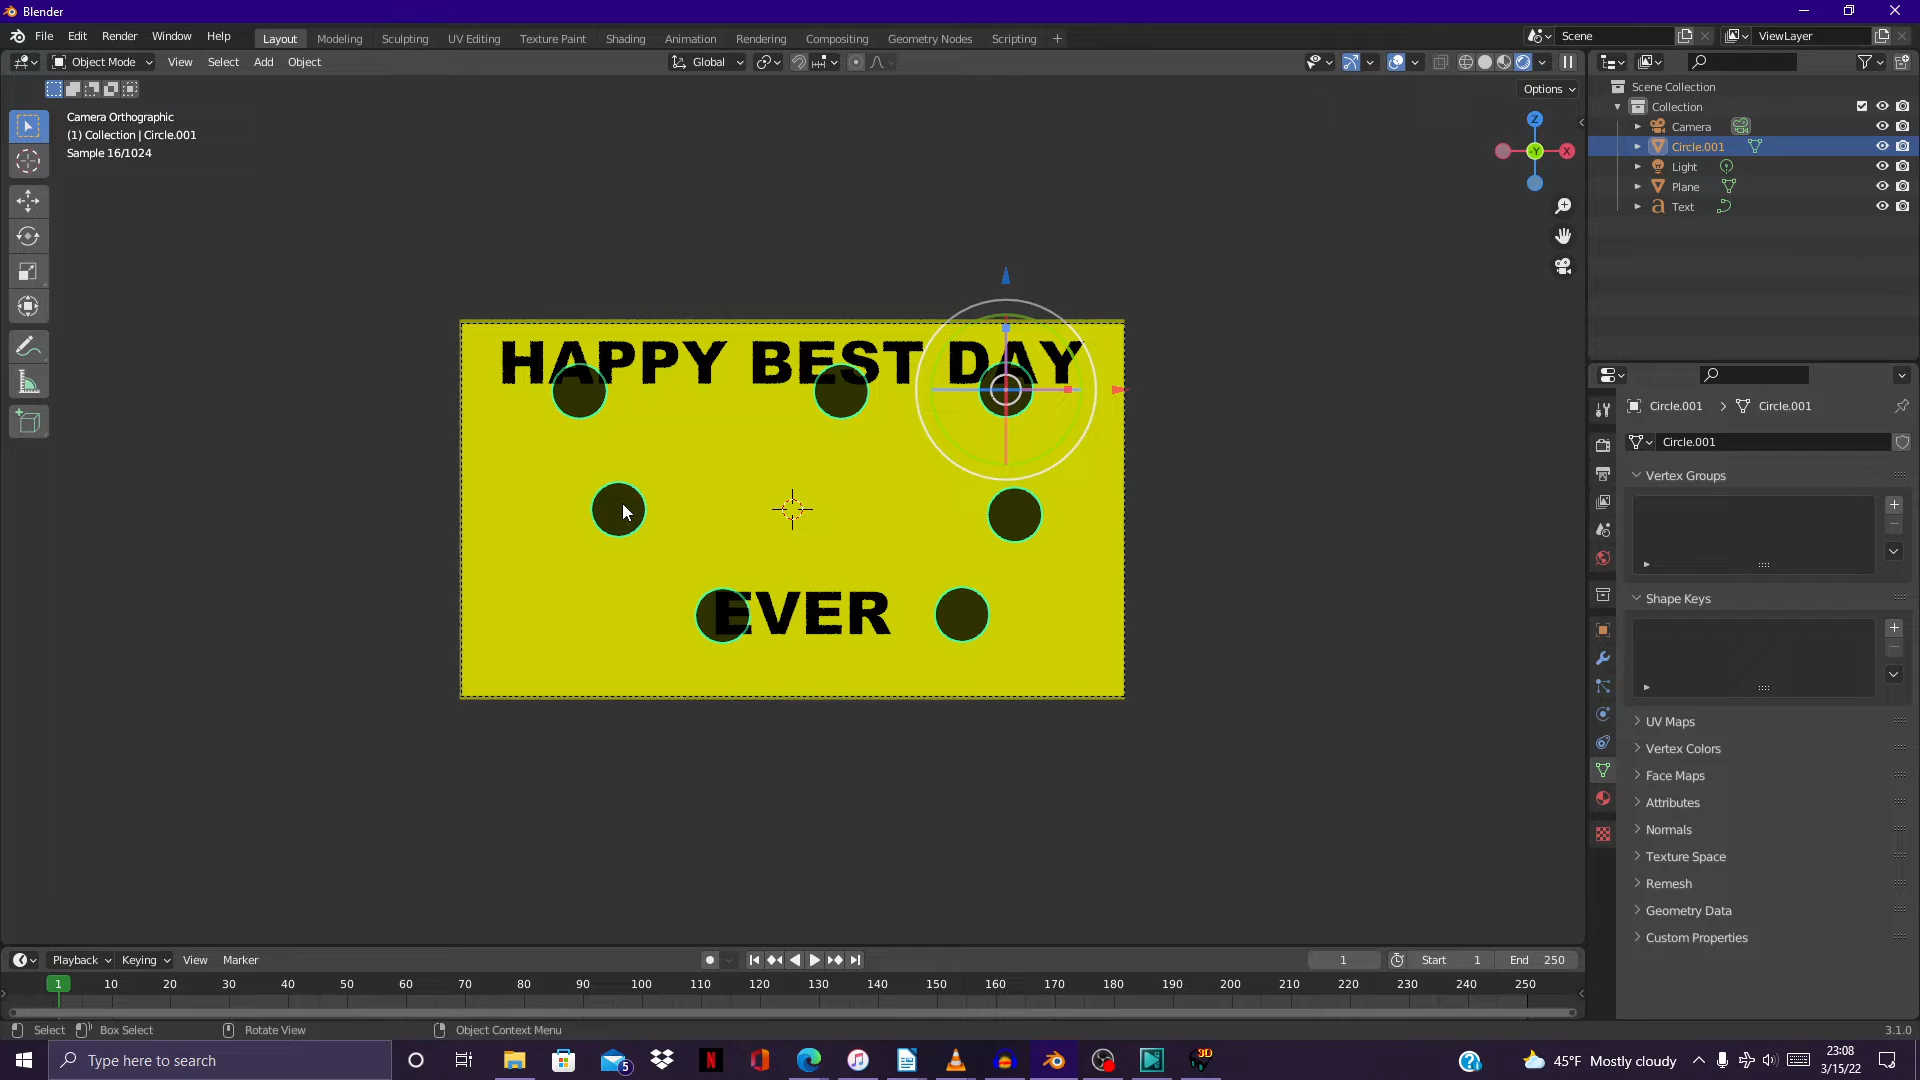 Blender
File Edit Render Window Help Layout Modeling Sculpting UV Editing Texture Paint Shading Animation Rendering Compositing Geometry Nodes Scripting + Scene ViewLayer
Object Mode View Select Add Object Global
Options
Camera Orthographic
(1) Collection | Circle.001
Sample 16/1024
Z
-Y X
HAPPY BEST DAY
EVER
Scene Collection
Collection
Camera
Circle.001
Light
Plane
Text
Circle.001 > Circle.001
Circle.001
Vertex Groups
Shape Keys
UV Maps
Vertex Colors
Face Maps
Attributes
Normals
Texture Space
Remesh
Geometry Data
Custom Properties
Playback Keying View Marker 1 Start 1 End 250
1 10 20 30 40 50 60 70 80 90 100 110 120 130 140 150 160 170 180 190 200 210 220 230 240 250
Select Box Select Rotate View Object Context Menu 3.1.0
Type here to search 5 3D 45°F Mostly cloudy 23:08
3/15/22